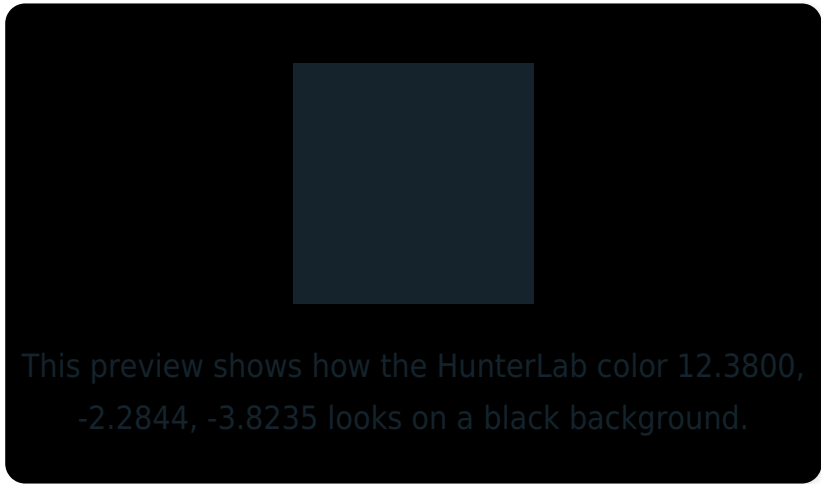 This preview shows how the HunterLab color 12.3800,
-2.2844, -3.8235 looks on a black background.